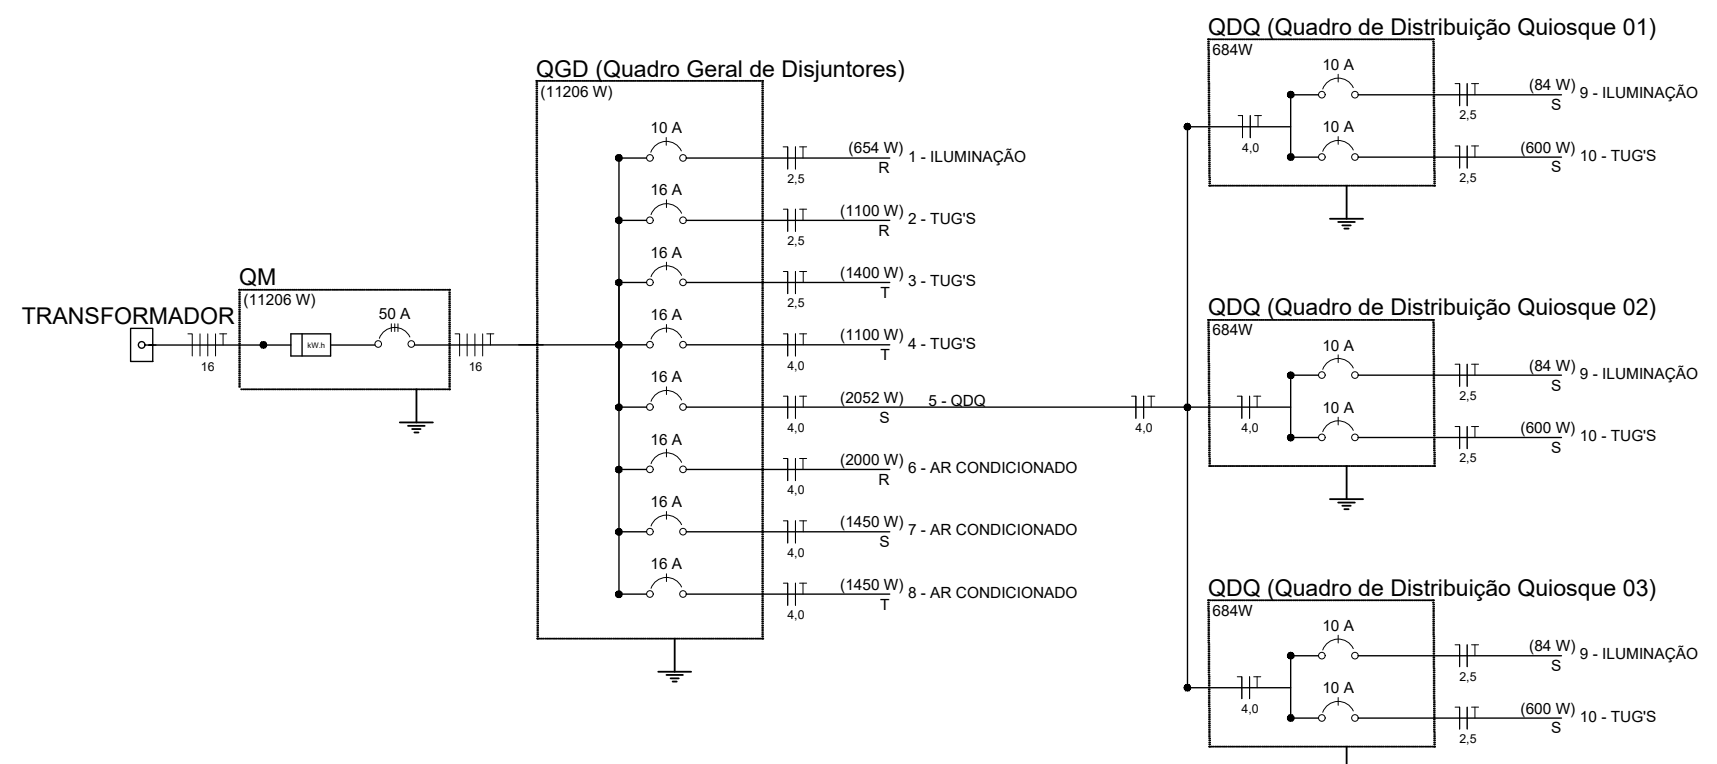 TRANSFORMADOR
16
QM
(11206 W)
kW.h
50 A
16
QGD (Quadro Geral de Disjuntores)
(11206 W)
10 A
2,5
(654 W)
R
1 - ILUMINAÇÃO
16 A
2,5
(1100 W)
R
2 - TUG'S
16 A
2,5
(1400 W)
T
3 - TUG'S
16 A
4,0
(1100 W)
T
4 - TUG'S
16 A
4,0
(2052 W)
S
5 - QDQ
4,0
16 A
4,0
(2000 W)
R
6 - AR CONDICIONADO
16 A
4,0
(1450 W)
S
7 - AR CONDICIONADO
16 A
4,0
(1450 W)
T
8 - AR CONDICIONADO
QDQ (Quadro de Distribuição Quiosque 01)
684W
4,0
10 A
T
2,5
(84 W)
S
9 - ILUMINAÇÃO
10 A
2,5
(600 W)
S
10 - TUG'S
QDQ (Quadro de Distribuição Quiosque 02)
684W
4,0
10 A
2,5
(84 W)
S
9 - ILUMINAÇÃO
10 A
2,5
(600 W)
S
10 - TUG'S
QDQ (Quadro de Distribuição Quiosque 03)
684W
4,0
10 A
2,5
(84 W)
S
9 - ILUMINAÇÃO
10 A
2,5
(600 W)
S
10 - TUG'S